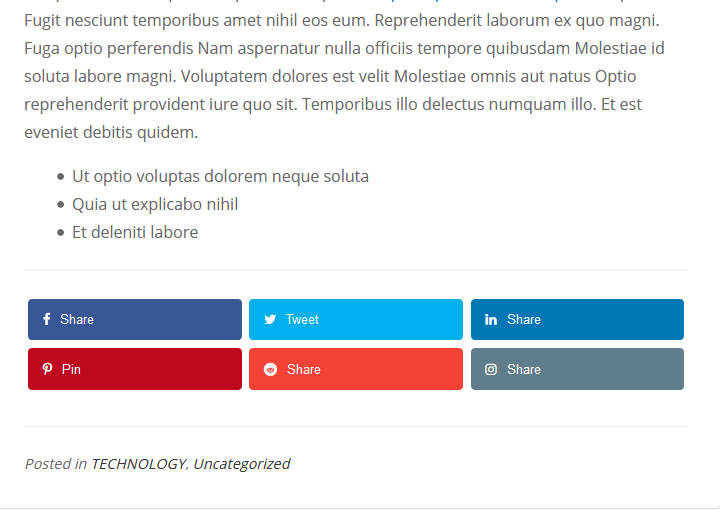 Fugit nesciunt temporibus amet nihil eos eum. Reprehenderit laborum ex quo magni.
Fuga optio perferendis Nam aspernatur nulla officiis tempore quibusdam Molestiae id
soluta labore magni. Voluptatem dolores est velit Molestiae omnis aut natus Optio
reprehenderit provident iure quo sit. Temporibus illo delectus numquam illo. Et est
eveniet debitis quidem.
Ut optio voluptas dolorem neque soluta
Quia ut explicabo nihil
Et deleniti labore
Share
Tweet
Share
Pin
Share
Share
Posted in TECHNOLOGY, Uncategorized